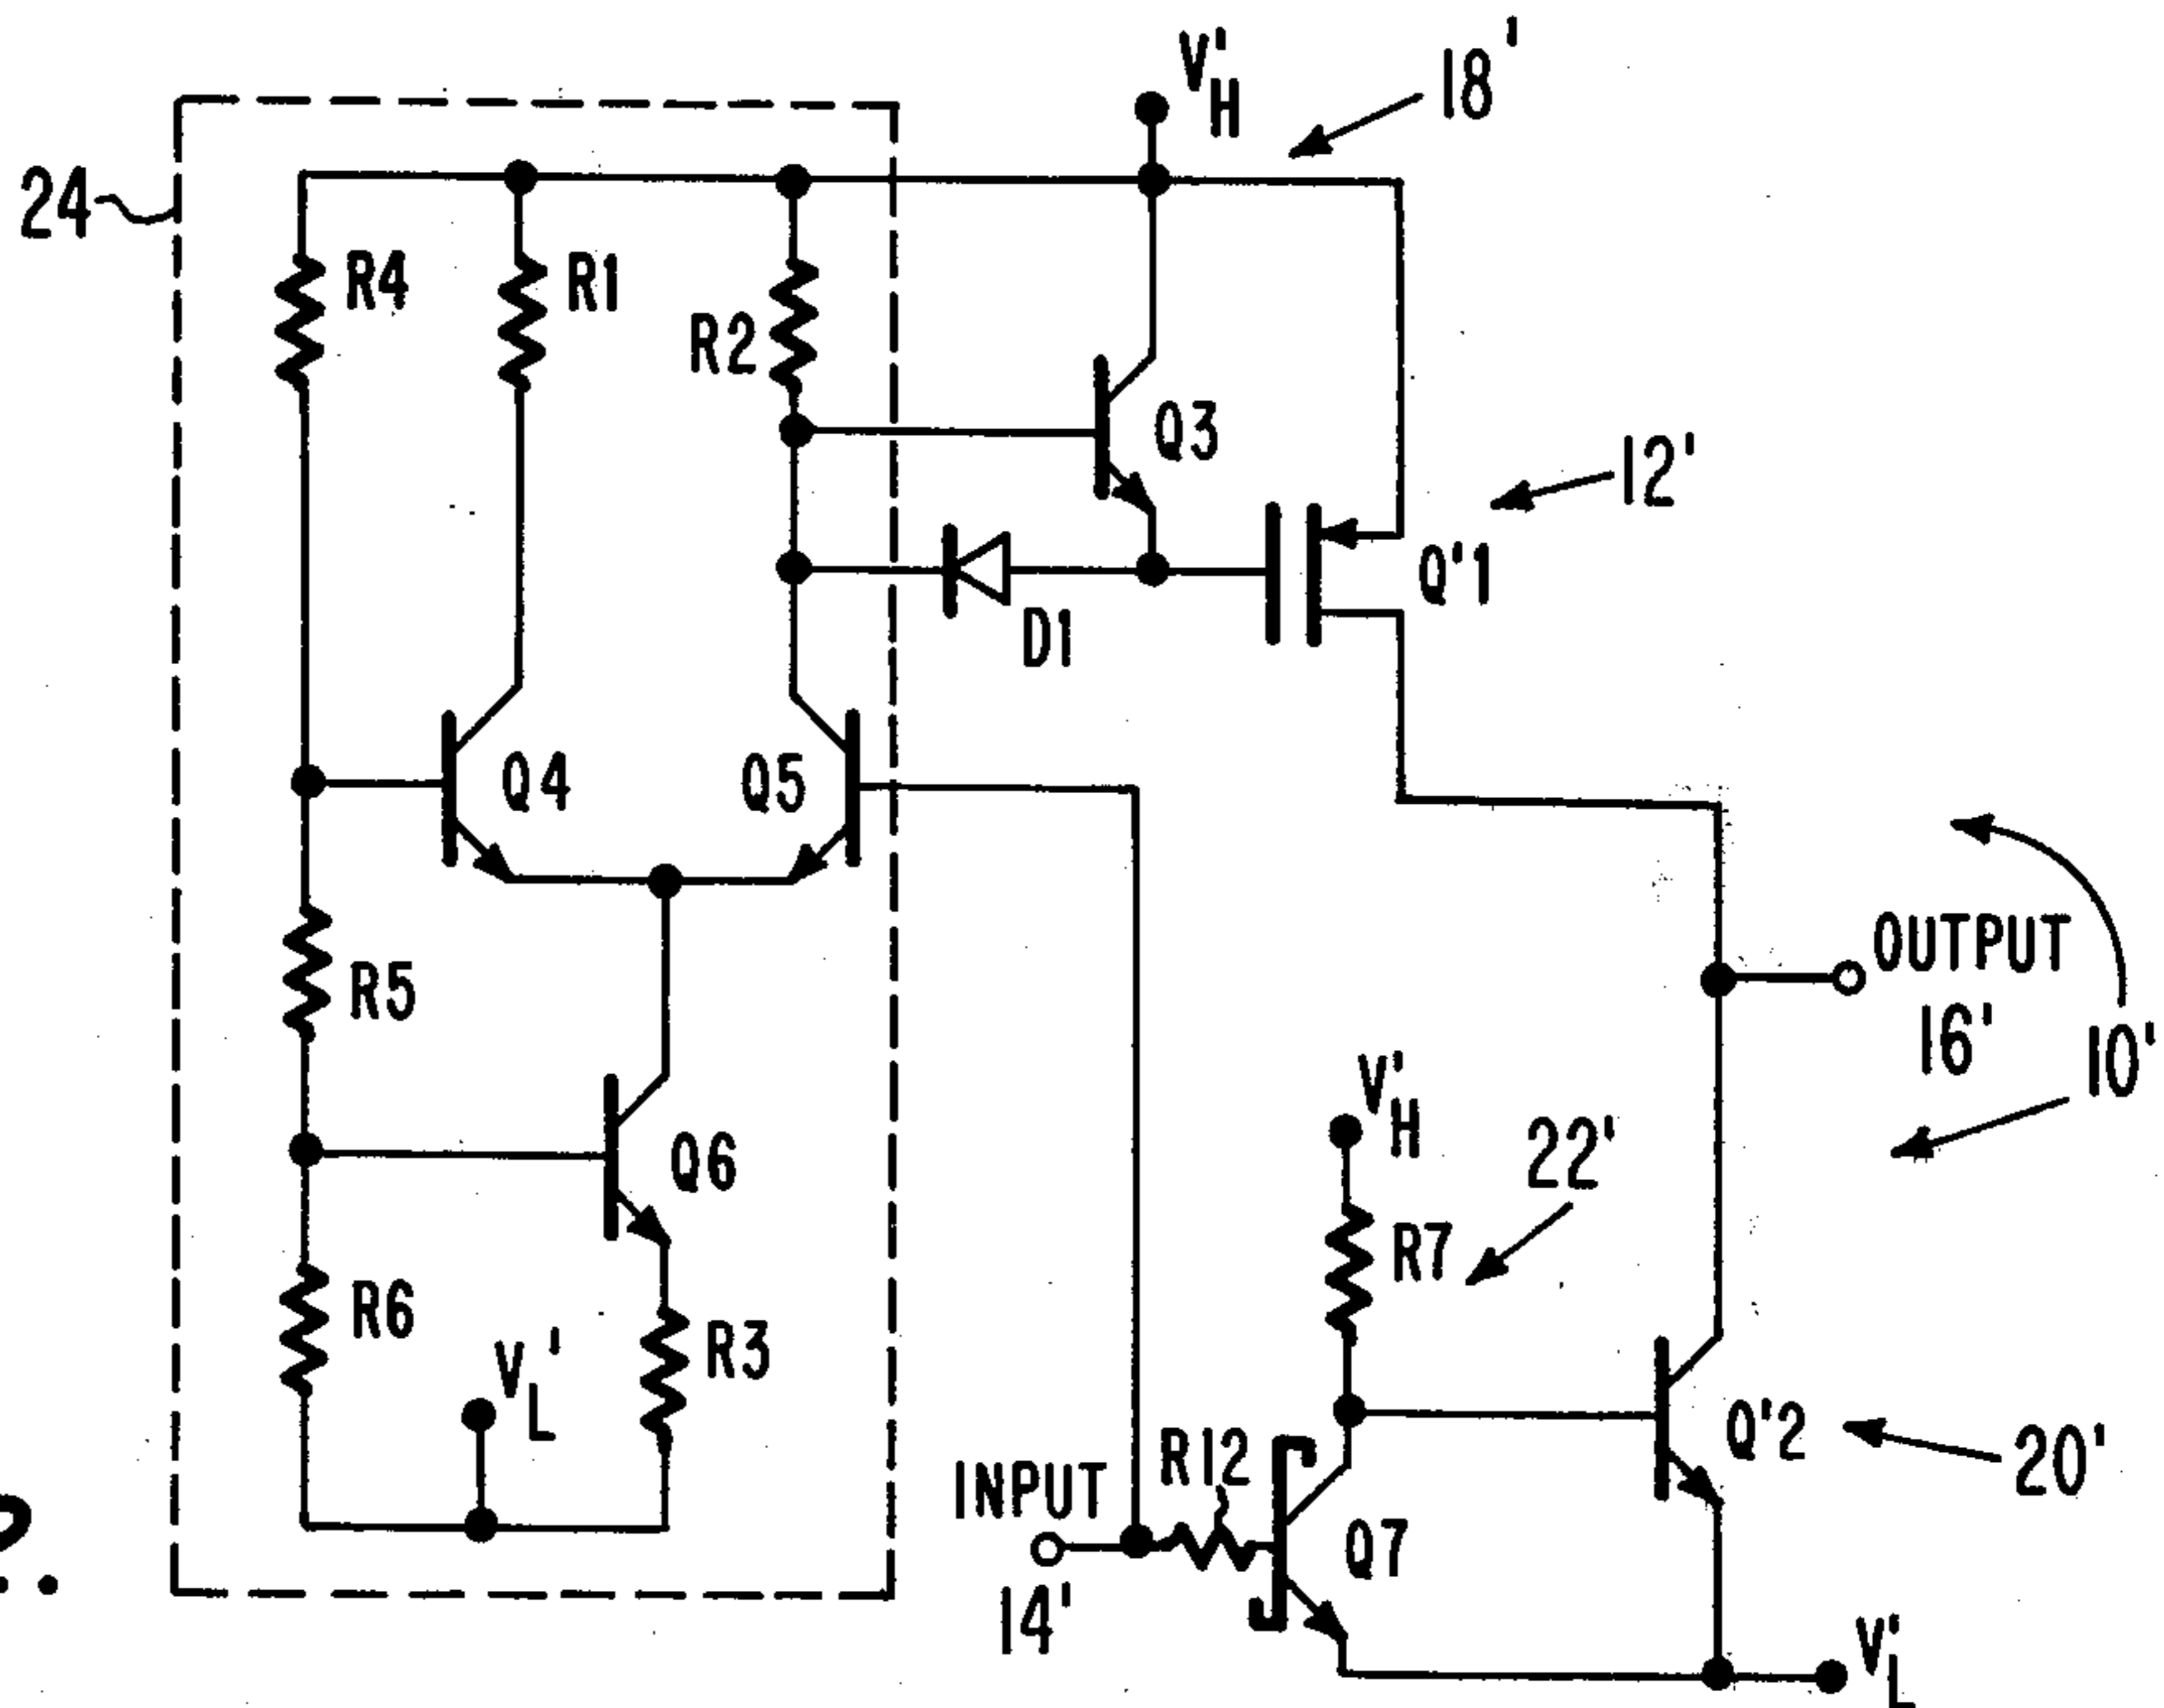 V'H
18'
24
R4
R1
R2
Q3
12'
Q'1
D1
Q4
Q5
OUTPUT
16'
10'
R5
V'H
22'
Q6
R7
R6
V'L
R3
R12
Q'2
20'
INPUT
14'
Q7
V'L